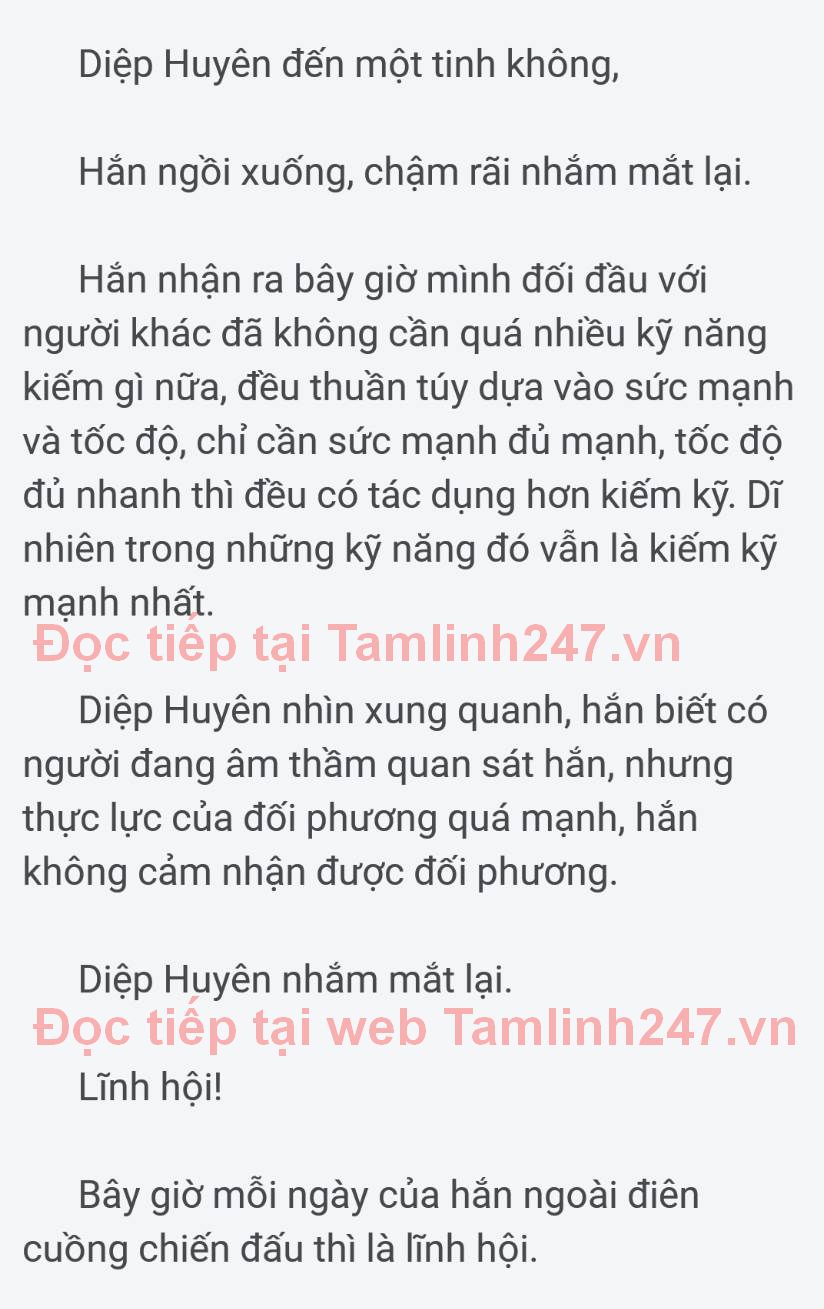 Diệp Huyên đến một tinh không,
Hắn ngồi xuống, chậm rãi nhắm mắt lại.
Hắn nhận ra bây giờ mình đối đầu với
người khác đã không cần quá nhiều kỹ năng
kiếm gì nữa, đều thuần túy dựa vào sức mạnh
và tốc độ, chỉ cần sức mạnh đủ mạnh, tốc độ
đủ nhanh thì đều có tác dụng hơn kiếm kỹ. Dĩ
nhiên trong những kỹ năng đó vẫn là kiếm kỹ
mạnh nhất.
Đọc tiếp tại Tamlinh247.vn
Diệp Huyên nhìn xung quanh, hắn biết có
người đang âm thầm quan sát hắn, nhưng
thực lực của đối phương quá mạnh, hắn
không cảm nhận được đối phương.
Diệp Huyên nhắm mắt lại.
Đọc tiếp tại web Tamlinh247.vn
Lĩnh hội!
Bây giờ mỗi ngày của hắn ngoài điên
cuồng chiến đấu thì là lĩnh hội.